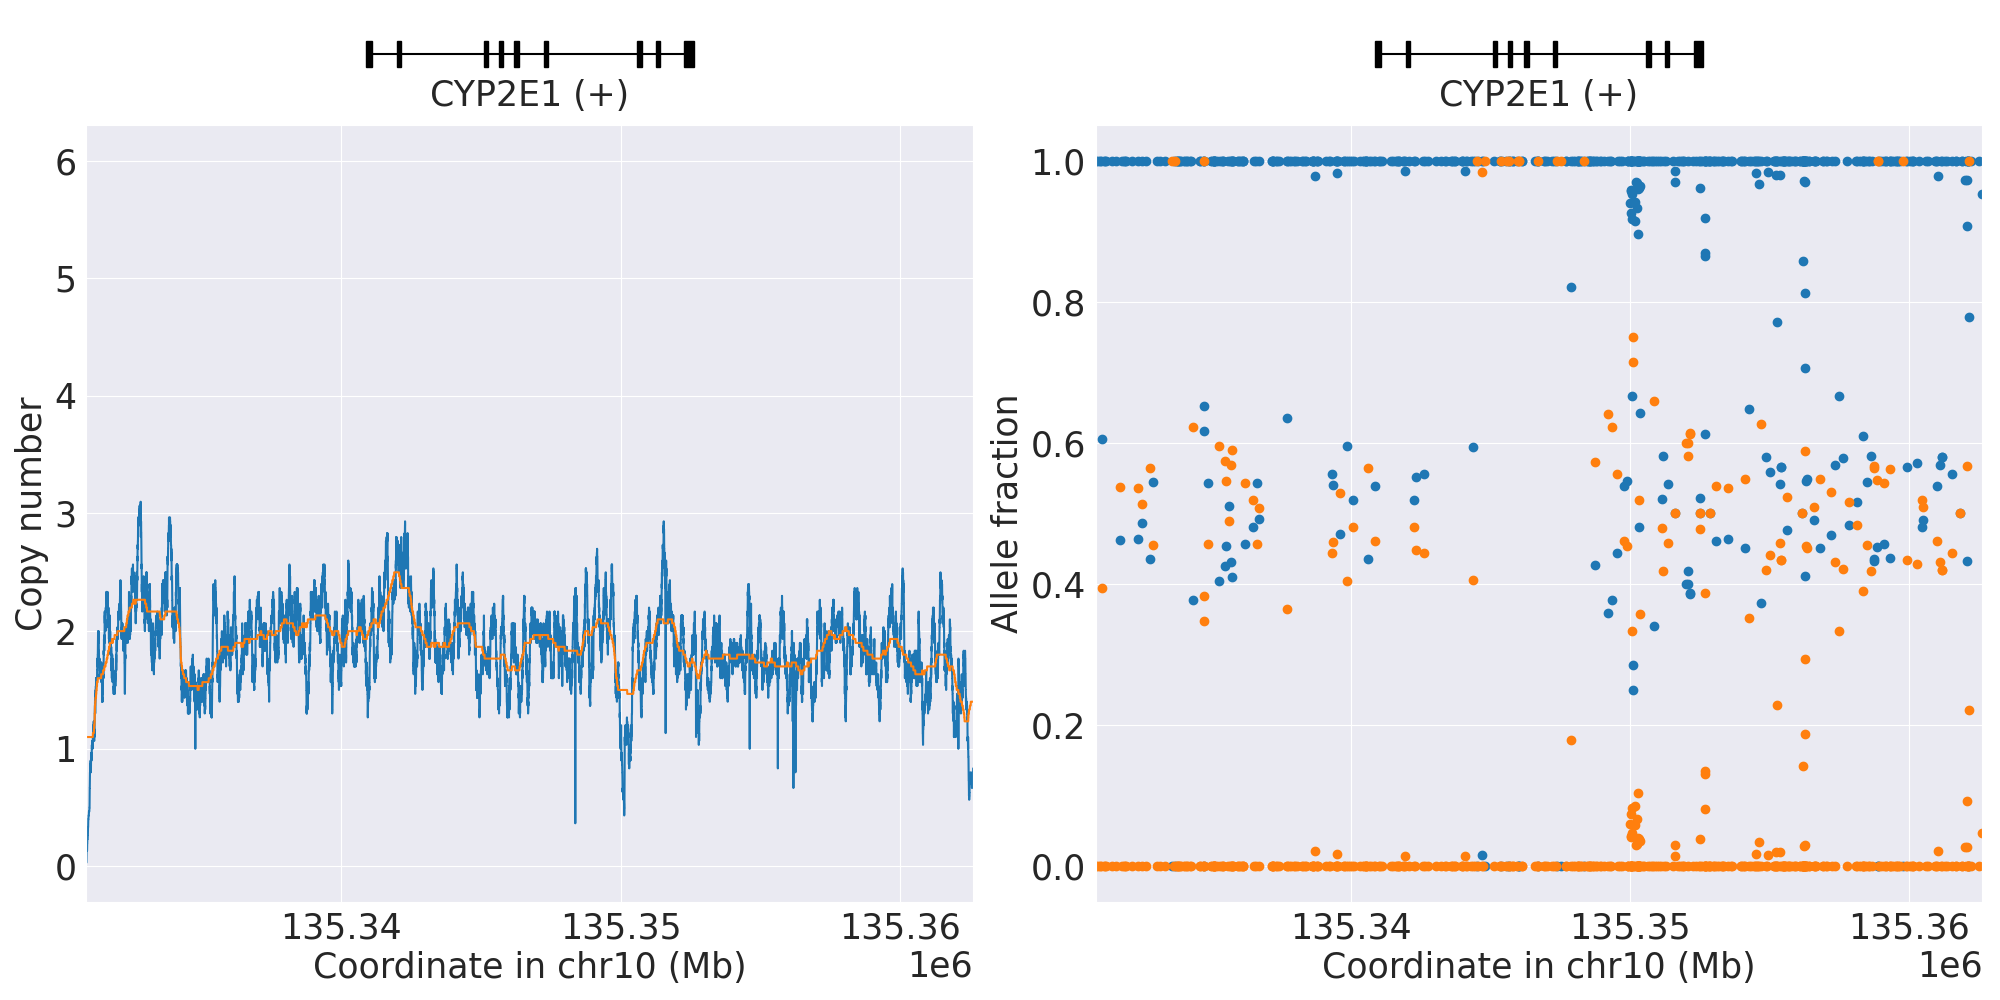 CYP2E1 (+)
6
5
4
3
2
1
0
Copy number
135.34 135.35 135.36
Coordinate in chr10 (Mb)
1e6
CYP2E1 (+)
1.0
0.8
0.6
0.4
0.2
0.0
Allele fraction
135.34 135.35 135.36
Coordinate in chr10 (Mb)
1e6